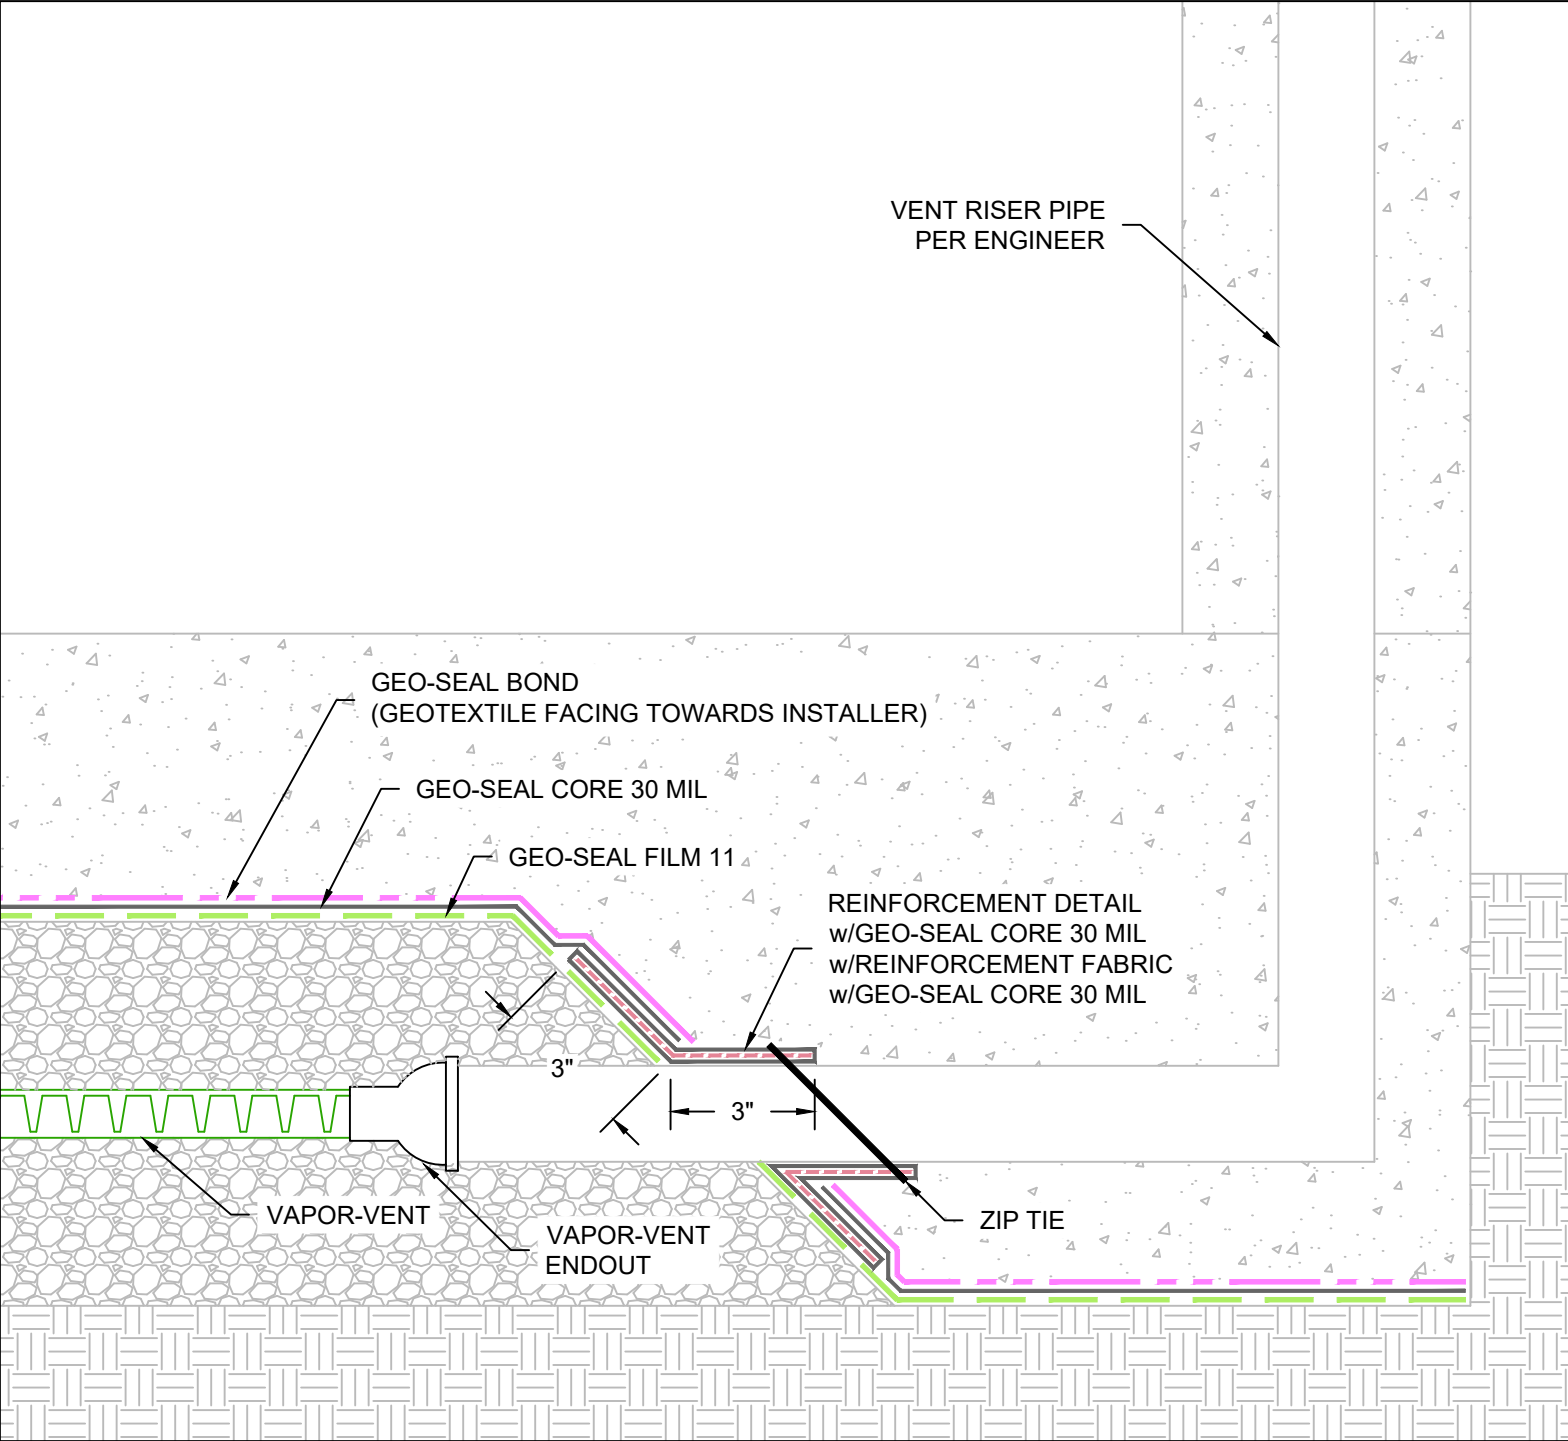 VENT RISER PIPE
PER ENGINEER
GEO-SEAL BOND
(GEOTEXTILE FACING TOWARDS INSTALLER)
GEO-SEAL CORE 30 MIL
GEO-SEAL FILM 11
REINFORCEMENT DETAIL
w/GEO-SEAL CORE 30 MIL
w/REINFORCEMENT FABRIC
w/GEO-SEAL CORE 30 MIL
3"
3"
VAPOR-VENT
VAPOR-VENT
ENDOUT
ZIP TIE